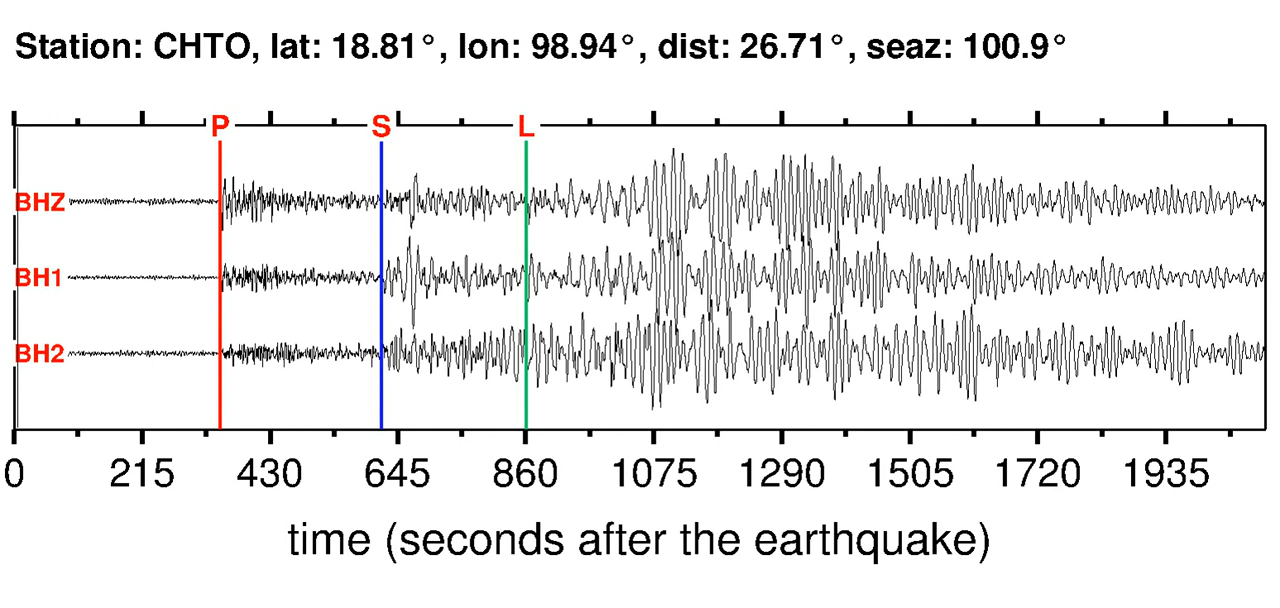 Station: CHTO, lat: 18.81°, lon: 98.94°, dist: 26.71°, seaz: 100.9°
P S L
BHZ
BH1
BH2
0 215 430 645 860 1075 1290 1505 1720 1935
time (seconds after the earthquake)